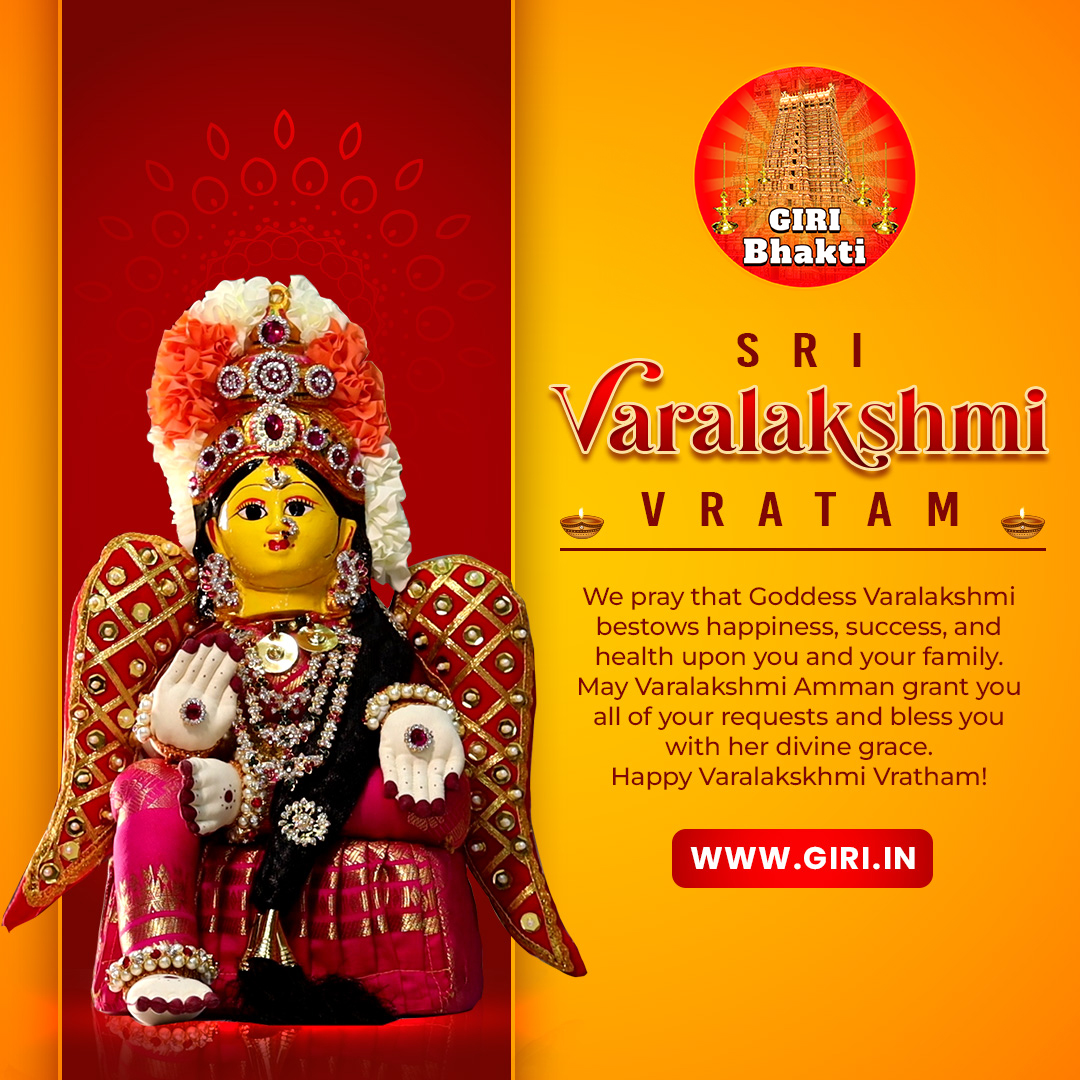 GIRI
Bhakti
SRI
Varalakshmi
VRATAM
We pray that Goddess Varalakshmi
bestows happiness, success, and
health upon you and your family.
May Varalakshmi Amman grant you
all of your requests and bless you
with her divine grace.
Happy Varalakskhmi Vratham!
WWW.GIRI.IN